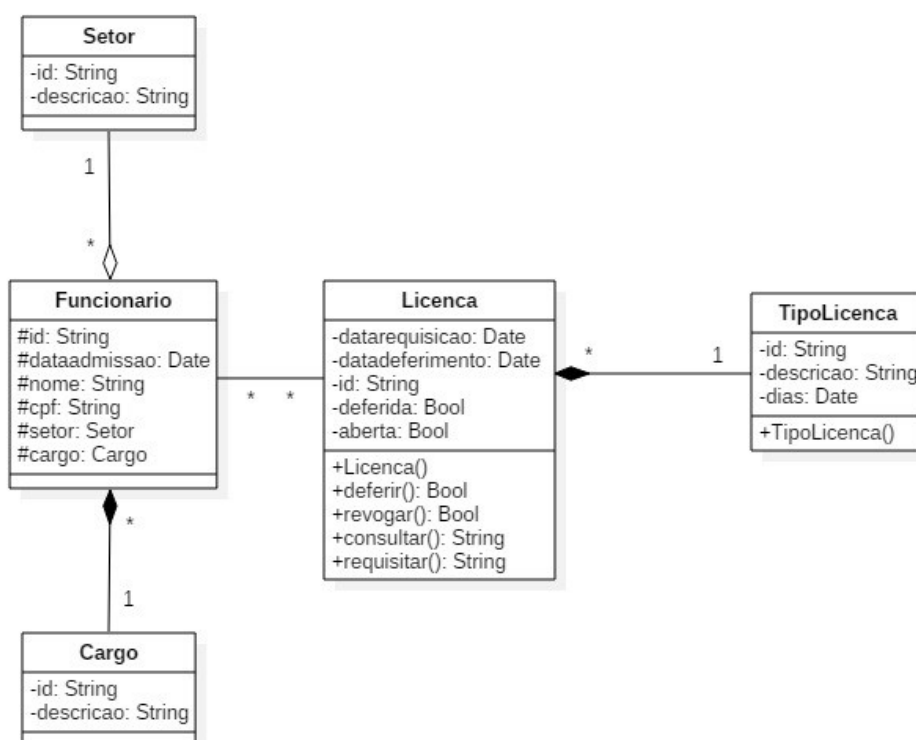 Setor
-id: String
-descricao: String
1
*
Funcionario
#id: String
#dataadmissao: Date
#nome: String
#cpf: String
#setor: Setor
#cargo: Cargo
* *
Licenca
-datarequisicao: Date
-datadeferimento: Date
-id: String
-deferida: Bool
-aberta: Bool
+Licenca()
+deferir(): Bool
+revogar(): Bool
+consultar(): String
+requisitar(): String
* 1
TipoLicenca
-id: String
-descricao: String
-dias: Date
+TipoLicenca()
*
1
Cargo
-id: String
-descricao: String